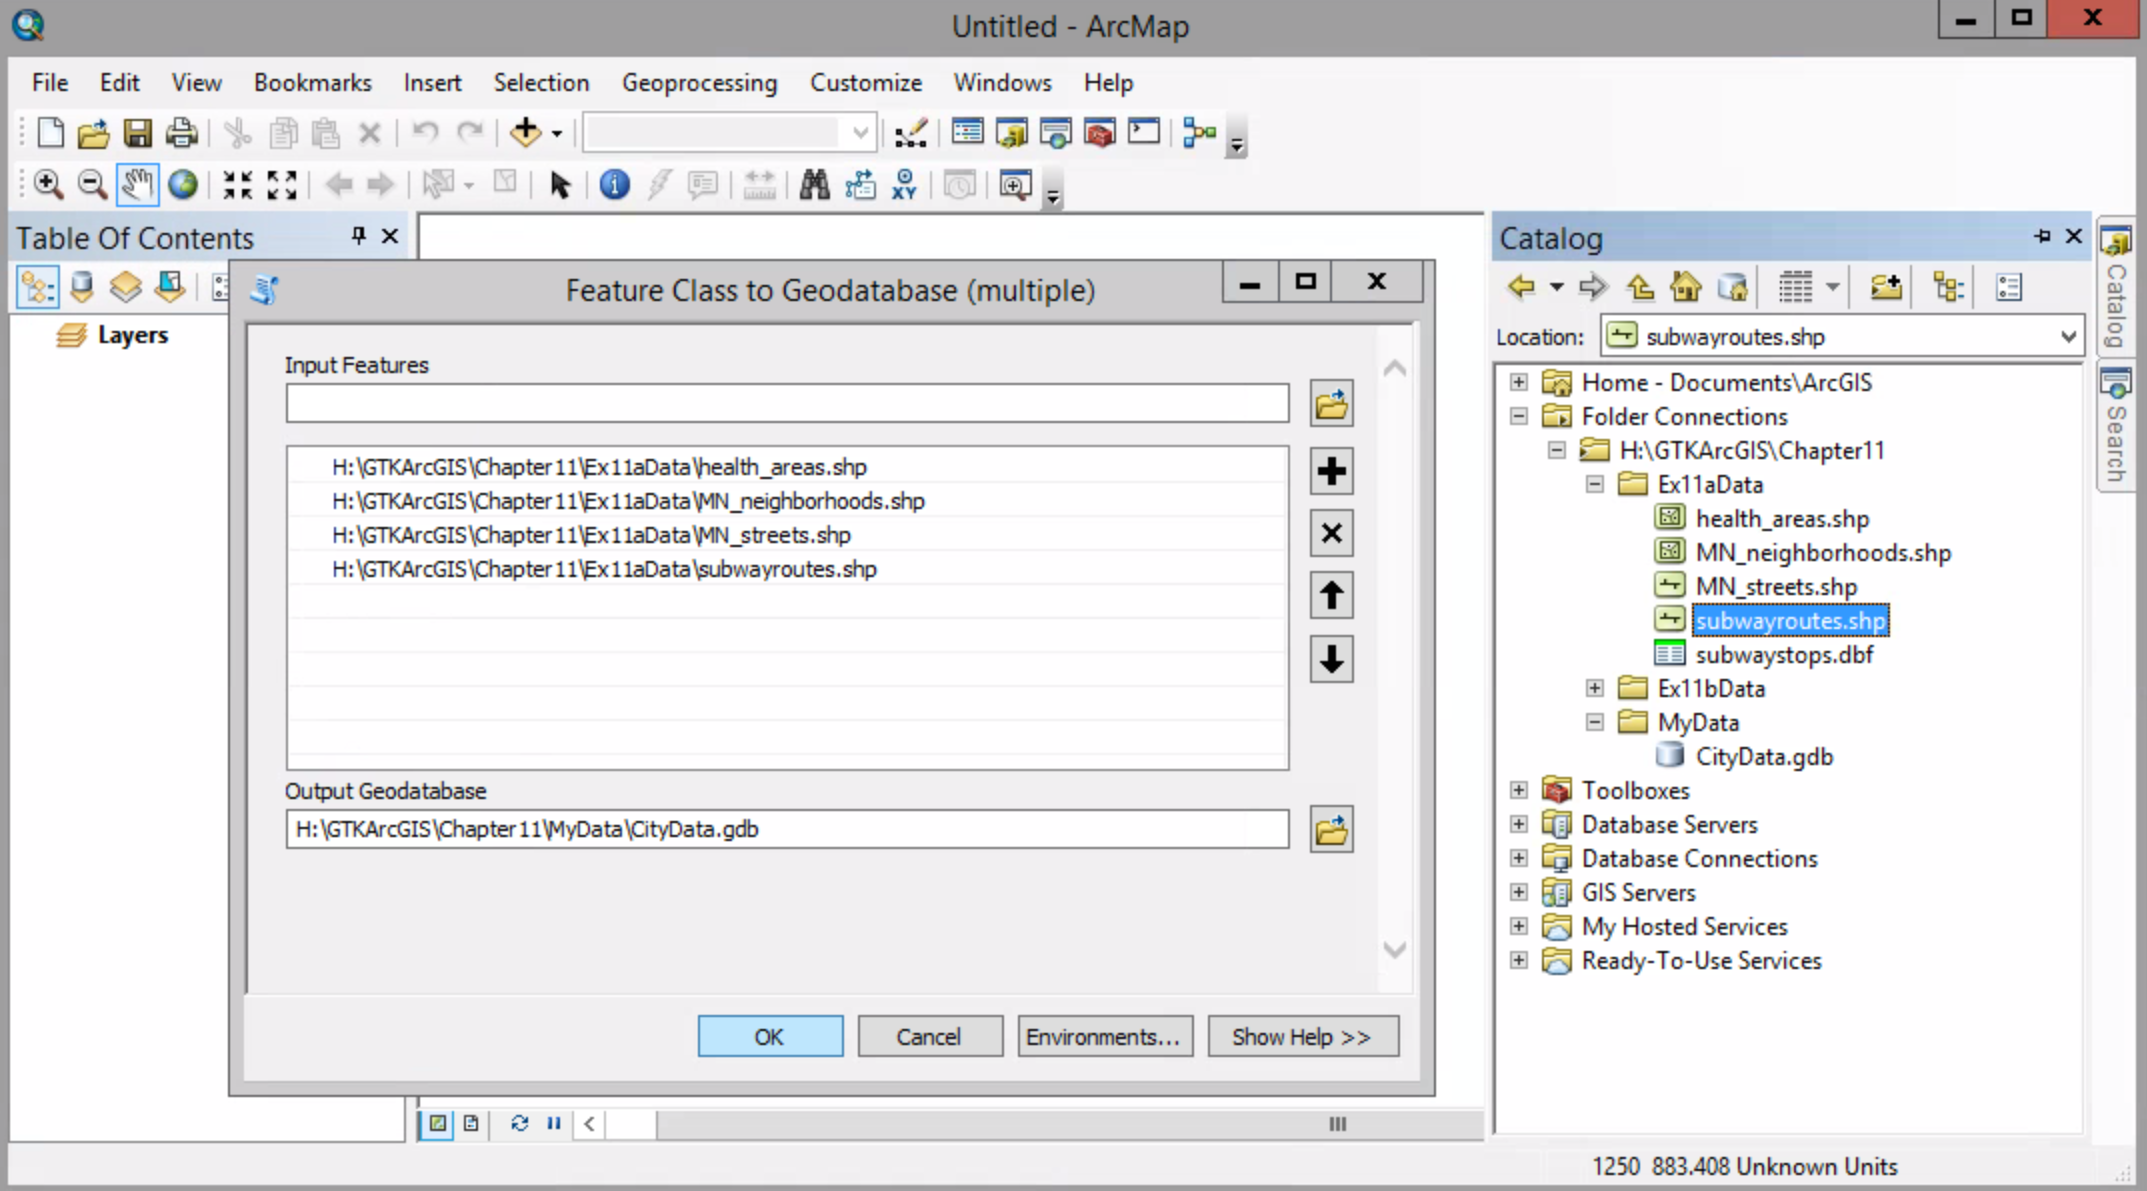 Untitled - ArcMap
File Edit View Bookmarks Insert Selection Geoprocessing Customize Windows Help
XY
Table Of Contents
Layers
Feature Class to Geodatabase (multiple)
Input Features
H:\GTKArcGIS\Chapter11\Ex11aData\health_areas.shp
H:\GTKArcGIS\Chapter11\Ex11aData\MN_neighborhoods.shp
H:\GTKArcGIS\Chapter11\Ex11aData\MN_streets.shp
H:\GTKArcGIS\Chapter11\Ex11aData\subwayroutes.shp
Output Geodatabase
H:\GTKArcGIS\Chapter11\MyData\CityData.gdb
OK Cancel Environments... Show Help >>
Catalog
Location: subwayroutes.shp
Home - Documents\ArcGIS
Folder Connections
H:\GTKArcGIS\Chapter11
Ex11aData
health_areas.shp
MN_neighborhoods.shp
MN_streets.shp
subwayroutes.shp
subwaystops.dbf
Ex11bData
MyData
CityData.gdb
Toolboxes
Database Servers
Database Connections
GIS Servers
My Hosted Services
Ready-To-Use Services
Catalog
Search
1250 883.408 Unknown Units